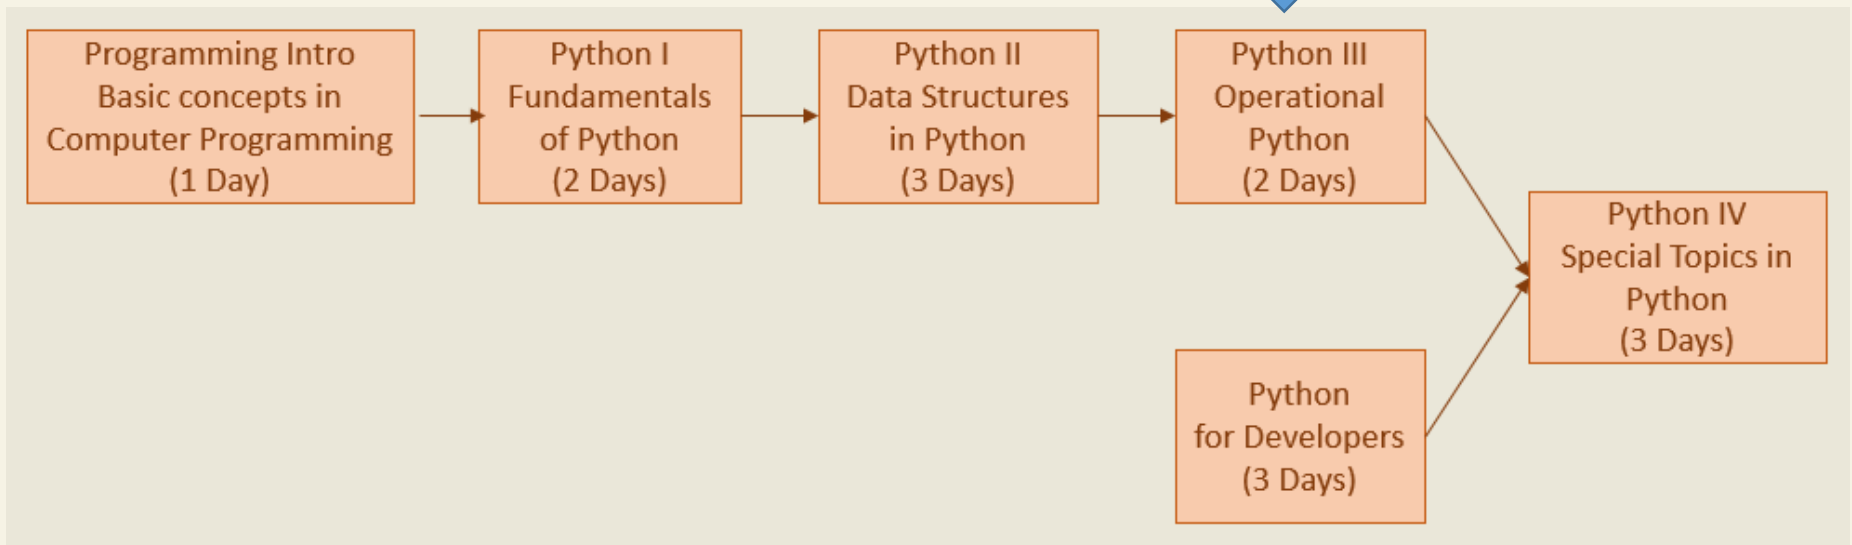 Programming Intro
Basic concepts in
Computer Programming
(1 Day)
Python I
Fundamentals
of Python
(2 Days)
Python II
Data Structures
in Python
(3 Days)
Python III
Operational
Python
(2 Days)
Python IV
Special Topics in
Python
(3 Days)
Python
for Developers
(3 Days)